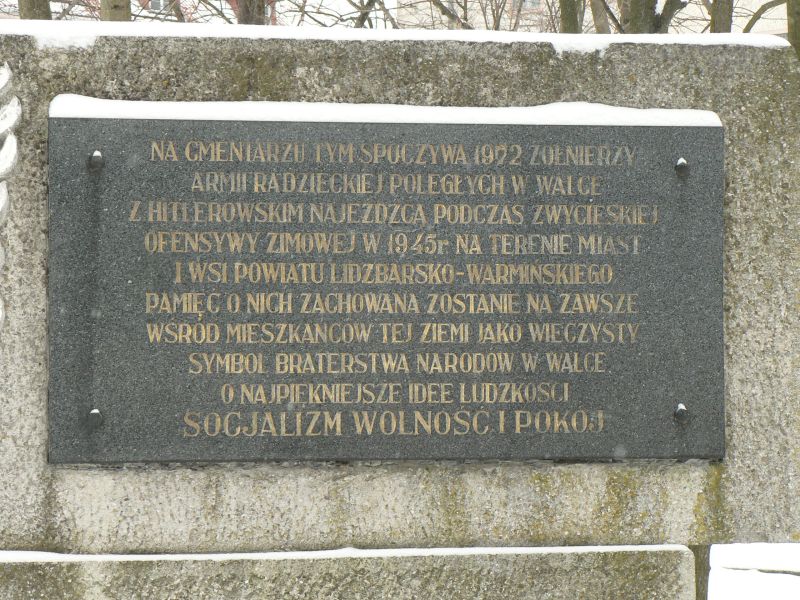 NA CMENTARZU TYM SPOCZYWA 1972 ŻOŁNIERZY
ARMII RADZIECKIEJ POLEGŁYCH W WALCE
Z HITLEROWSKIM NAJEŹDŹCĄ PODCZAS ZWYCIESKIEJ
OFENSYWY ZIMOWEJ W 1945r NA TERENIE MIAST
I WSI POWIATU LIDZBARSKO-WARMIŃSKIEGO
PAMIĘĆ O NICH ZACHOWANA ZOSTANIE NA ZAWSZE
WŚRÓD MIESZKAŃCÓW TEJ ZIEMI JAKO WIECZYSTY
SYMBOL BRATERSTWA NARODÓW W WALCE
O NAJPIĘKNIEJSZE IDEE LUDZKOŚCI
SOCJALIZM WOLNOŚĆ I POKÓJ